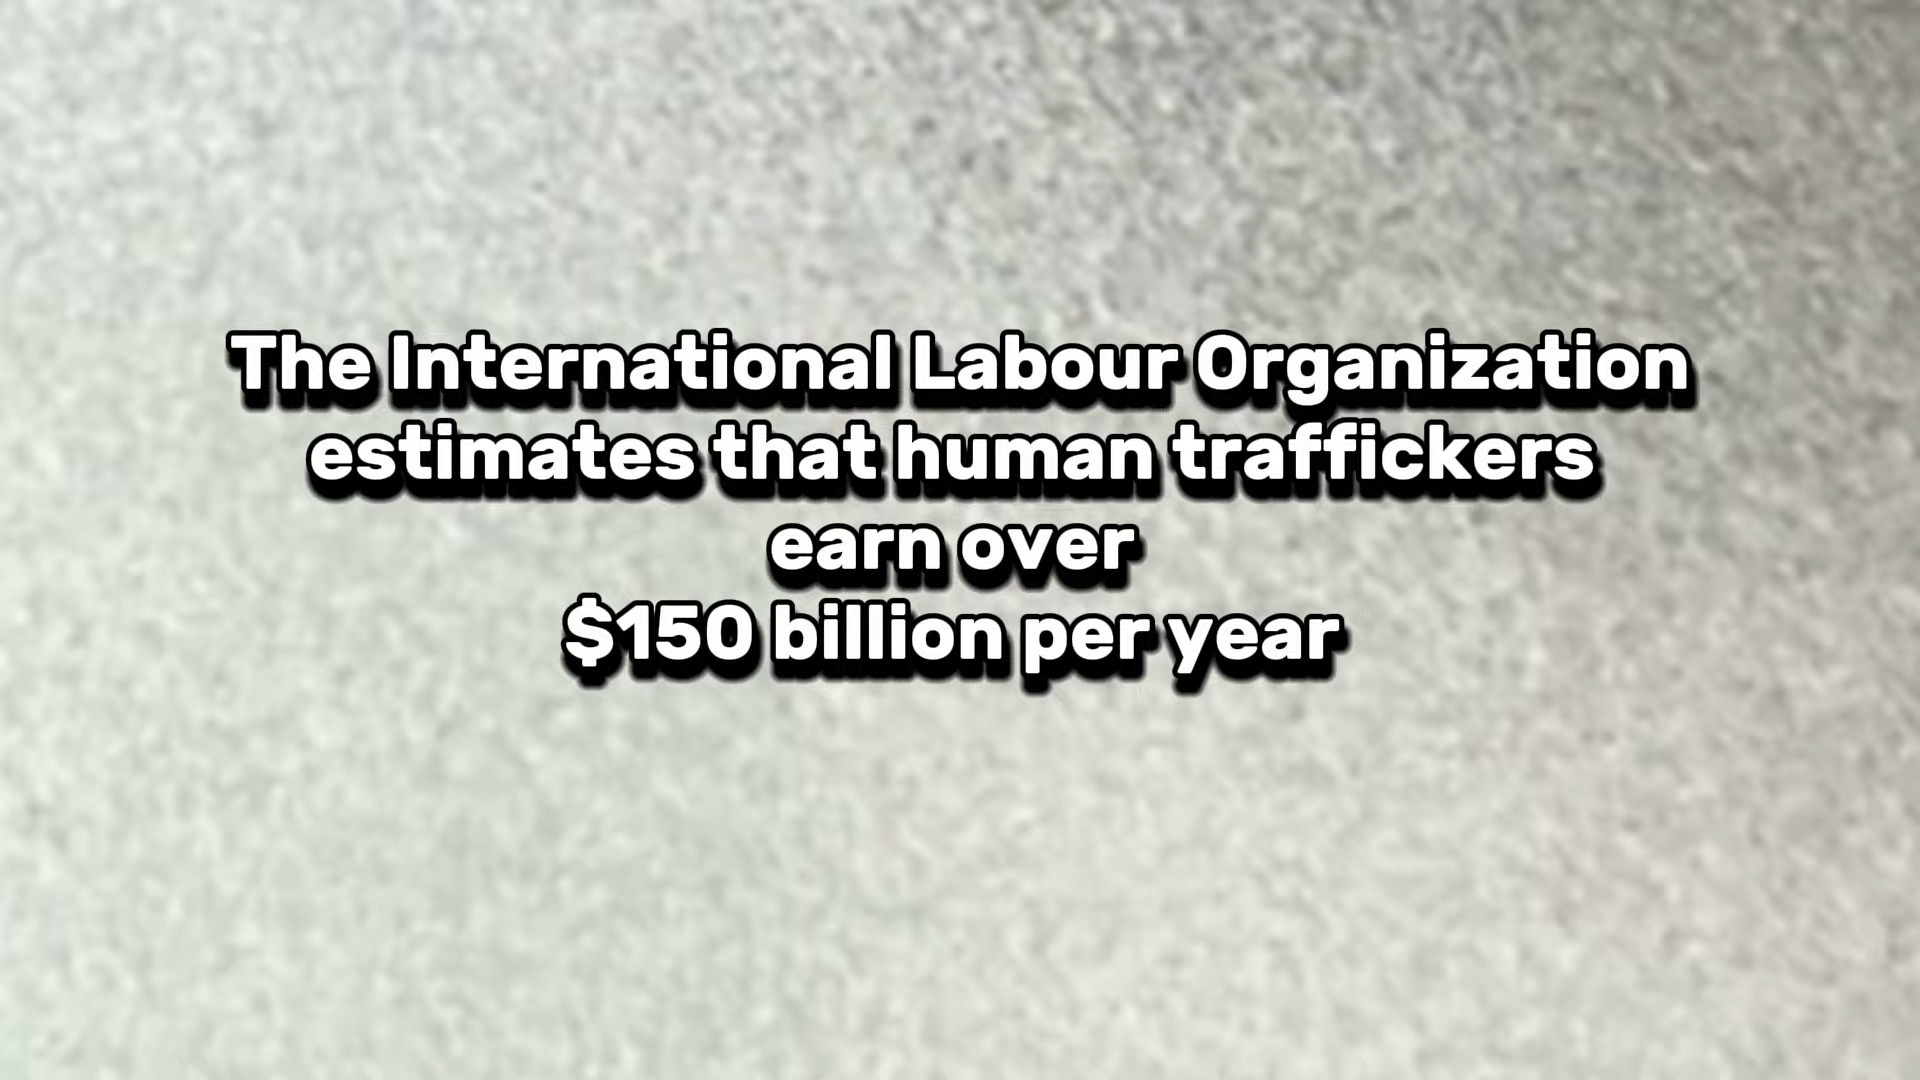 The International Labour Organization
estimates that human traffickers
earn over
$150 billion per year